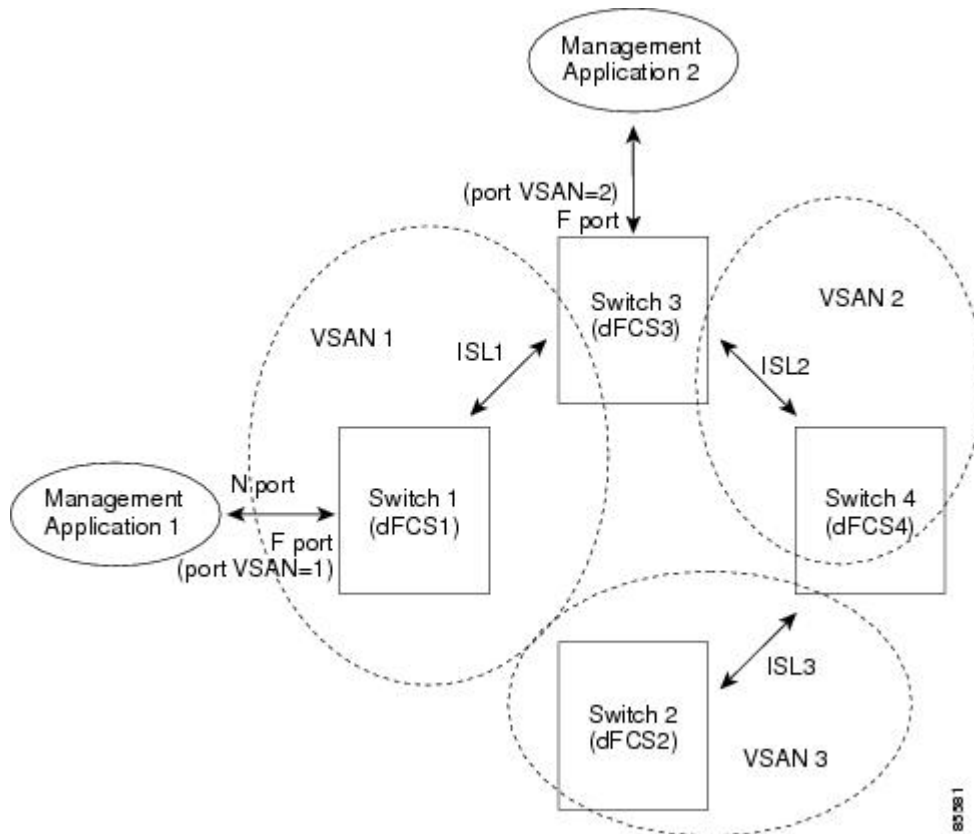 Management
Application 2
(port VSAN=2)
F port
Switch 3
(dFCS3)
VSAN 2
VSAN 1
ISL1
ISL2
Management
Application 1
N port
F port
(port VSAN=1)
Switch 1
(dFCS1)
Switch 4
(dFCS4)
ISL3
Switch 2
(dFCS2)
VSAN 3
85581